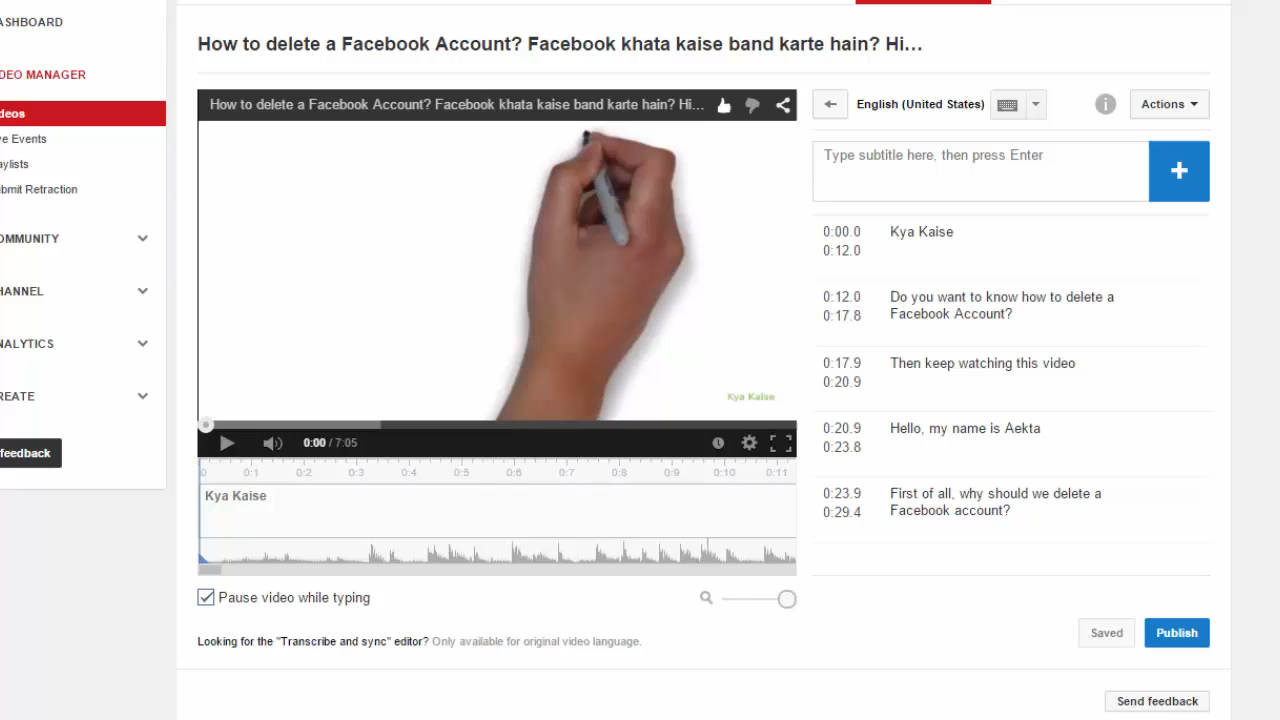 ASHBOARD
DEO MANAGER
deos
ve Events
aylists
ubmit Retraction
OMMUNITY
HANNEL
NALYTICS
REATE
feedback
How to delete a Facebook Account? Facebook khata kaise band karte hain? Hi...
How to delete a Facebook Account? Facebook khata kaise band karte hain? Hi...
Kya Kaise
0:00 / 7:05
0 0:1 0:2 0:3 0:4 0:5 0:6 0:7 0:8 0:9 0:10 0:11
Kya Kaise
Pause video while typing
Looking for the "Transcribe and sync" editor? Only available for original video language.
English (United States)
Actions
Type subtitle here, then press Enter
0:00.0 Kya Kaise
0:12.0
0:12.0 Do you want to know how to delete a
0:17.8 Facebook Account?
0:17.9 Then keep watching this video
0:20.9
0:20.9 Hello, my name is Aekta
0:23.8
0:23.9 First of all, why should we delete a
0:29.4 Facebook account?
Saved
Publish
Send feedback